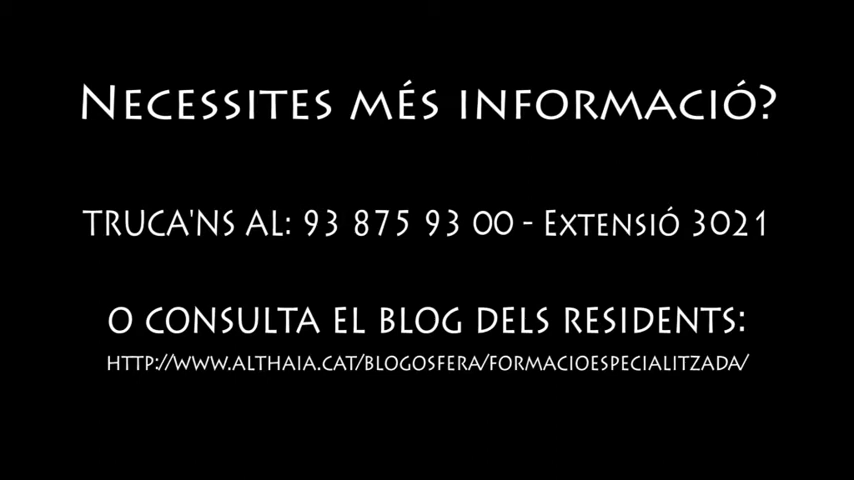 Necessites més informació?
TRUCA'NS AL: 93 875 93 00 - Extensió 3021
O CONSULTA EL BLOG DELS RESIDENTS:
HTTP://WWW.ALTHAIA.CAT/BLOGOSFERA/FORMACIOESPECIALITZADA/